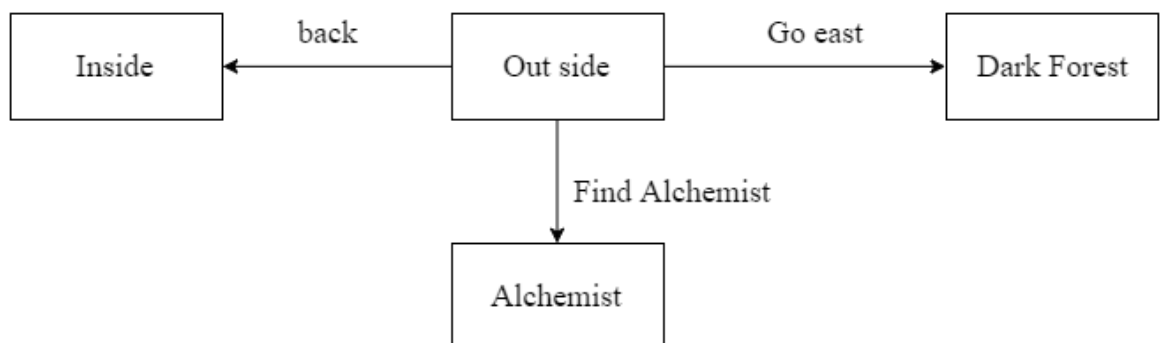 back
Go east
Inside
Out side
Dark Forest
Find Alchemist
Alchemist